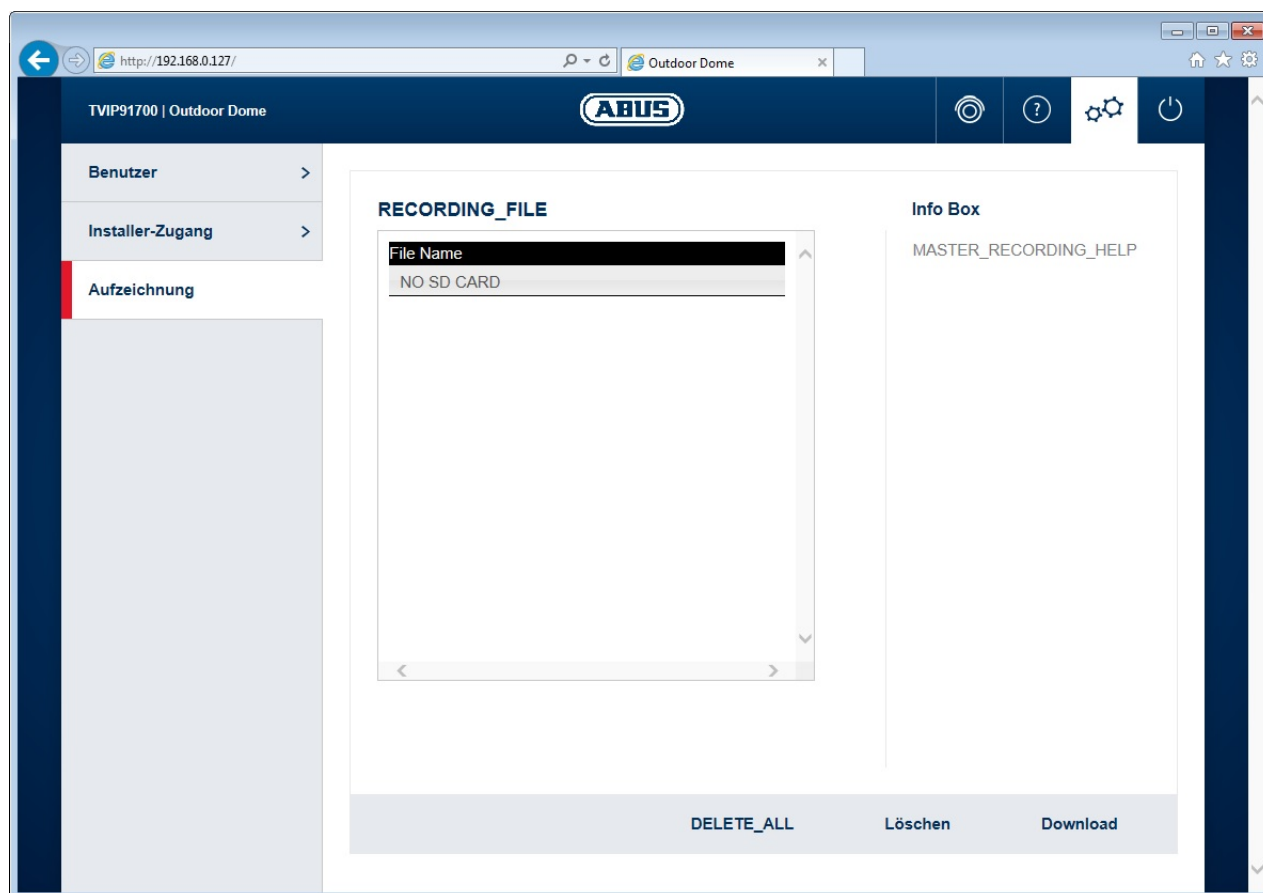 http://192.168.0.127/
Outdoor Dome
TVIP91700 | Outdoor Dome
ABUS
Benutzer
Installer-Zugang
Aufzeichnung
RECORDING_FILE
File Name
NO SD CARD
Info Box
MASTER_RECORDING_HELP
DELETE_ALL
Löschen
Download